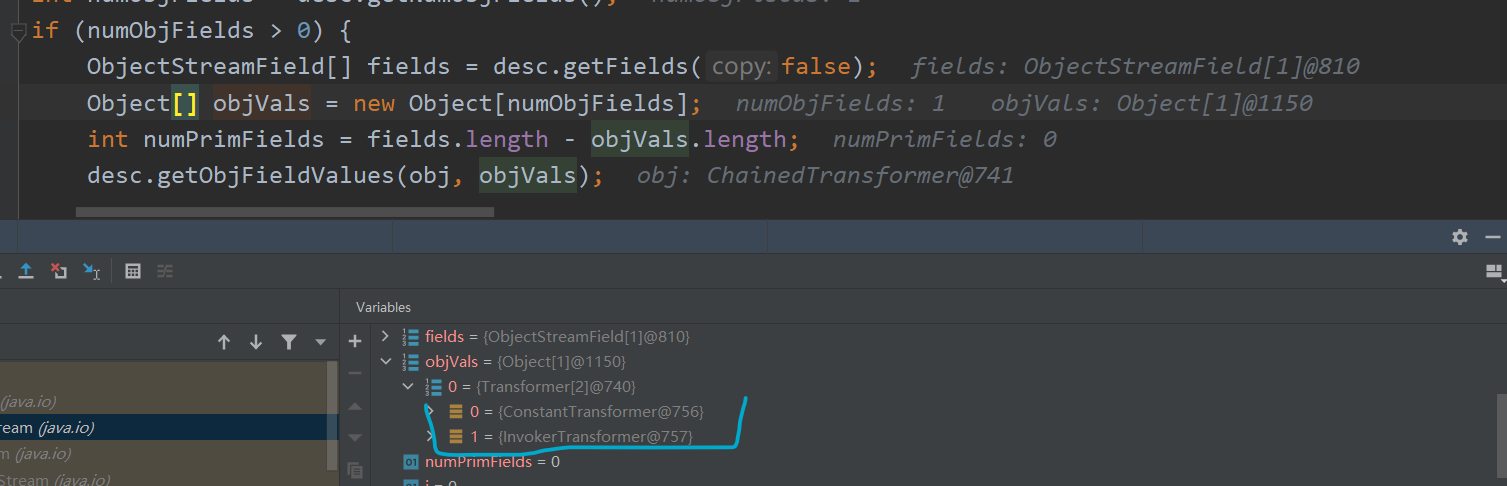 if (numObjFields > 0) {
ObjectStreamField[] fields = desc.getFields( copy: false); fields: ObjectStreamField[1]@810
Object[] objVals = new Object[numObjFields]; numObjFields: 1 objVals: Object[1]@1150
int numPrimFields = fields.length - objVals.length; numPrimFields: 0
desc.getObjFieldValues(obj, objVals); obj: ChainedTransformer@741
Variables
fields = {ObjectStreamField[1]@810}
objVals = {Object[1]@1150}
0 = {Transformer[2]@740}
(java.io)
0 = {ConstantTransformer@756}
ream (java.io)
1 = {InvokerTransformer@757}
m (java.io)
numPrimFields = 0
Stream (java.io)